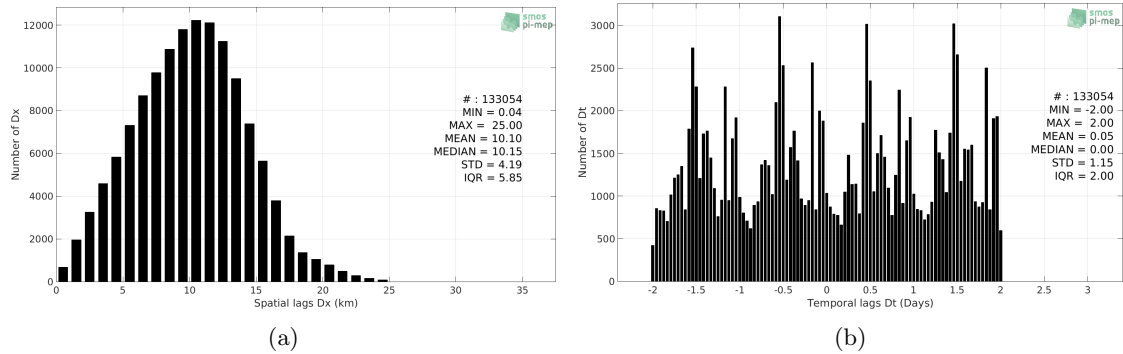 12000
10000
8000
6000
4000
2000
0
Number of Dx
smos
pi-mep
# : 133054
MIN = 0.04
MAX = 25.00
MEAN = 10.10
MEDIAN = 10.15
STD = 4.19
IQR = 5.85
0 5 10 15 20 25 30 35
Spatial lags Dx (km)
(a)
3000
2500
2000
1500
1000
500
0
Number of Dt
smos
pi-mep
# : 133054
MIN = -2.00
MAX = 2.00
MEAN = 0.05
MEDIAN = 0.00
STD = 1.15
IQR = 2.00
-2 -1.5 -1 -0.5 0 0.5 1 1.5 2 2.5 3
Temporal lags Dt (Days)
(b)